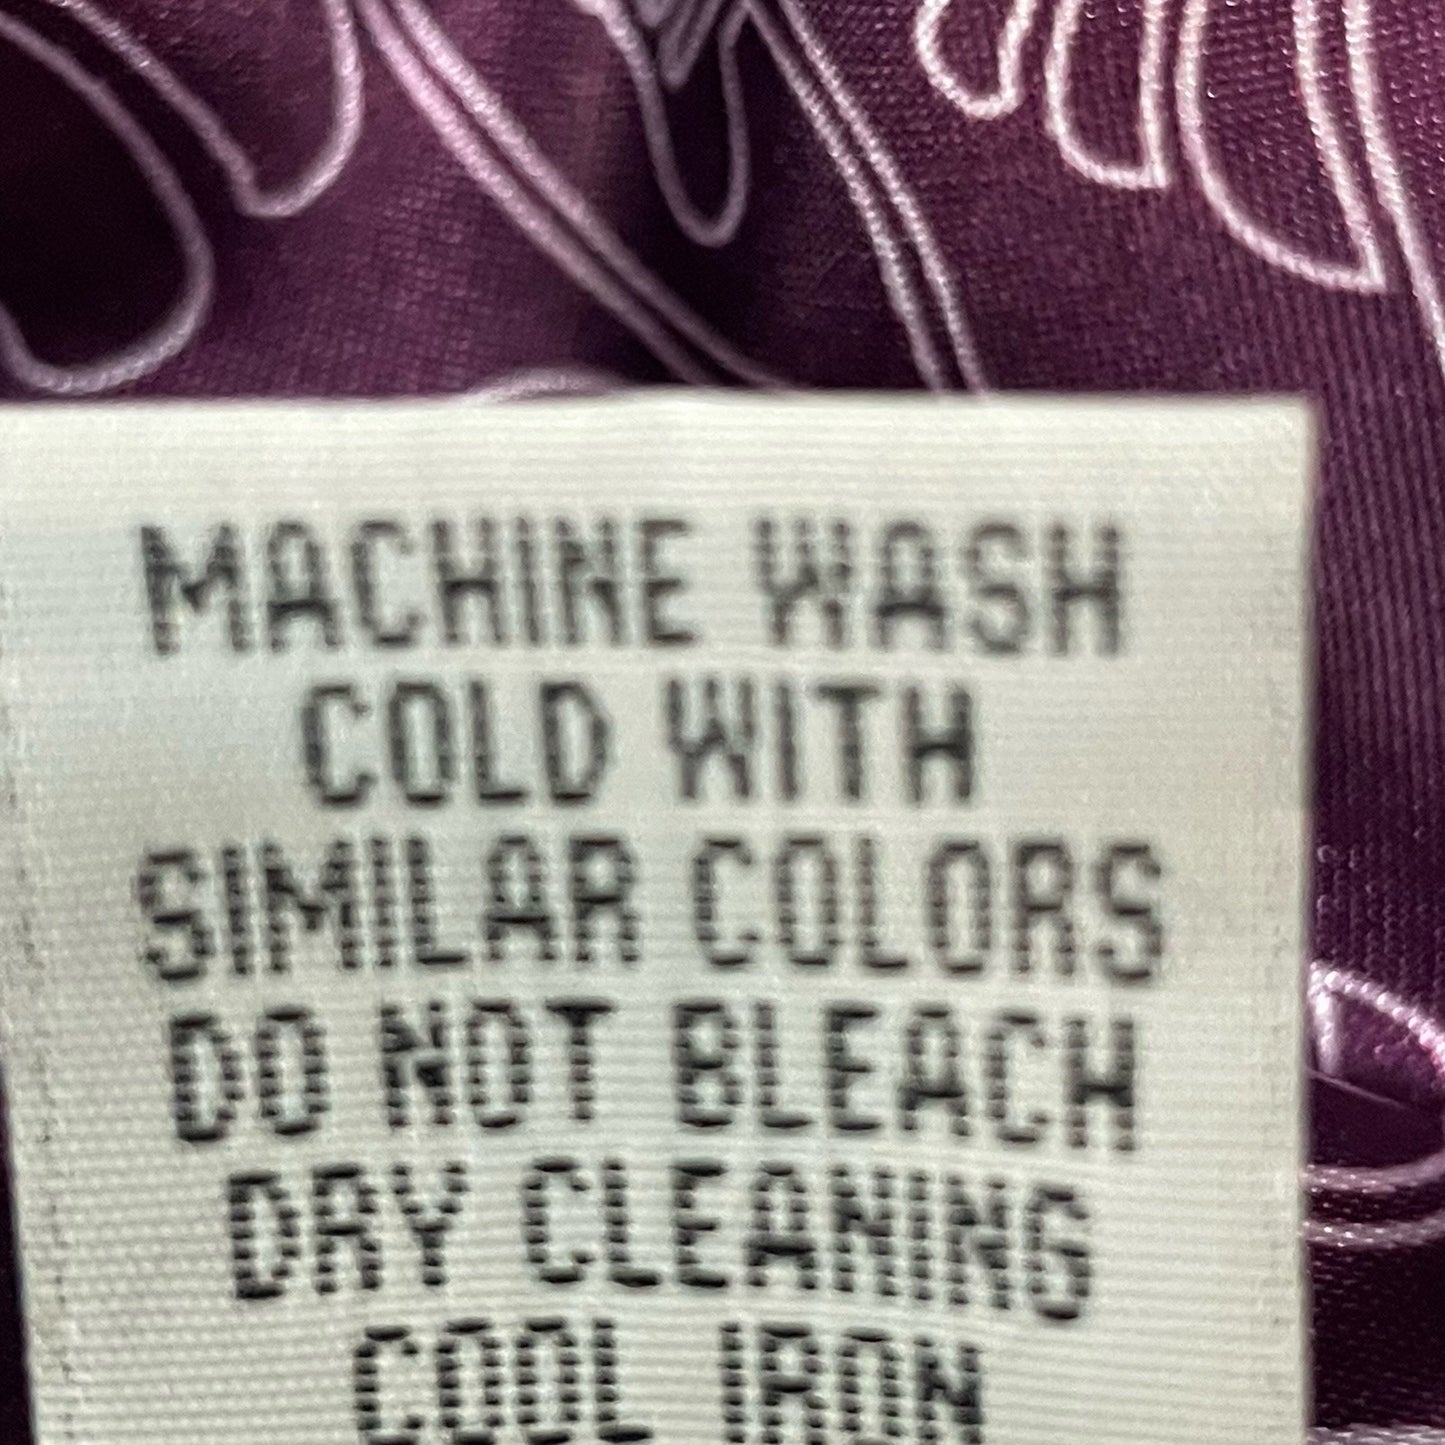 MACHINE WASH
COLD WITH
SIMILAR COLORS
DO NOT BLEACH
DRY CLEANING
COOL IRON